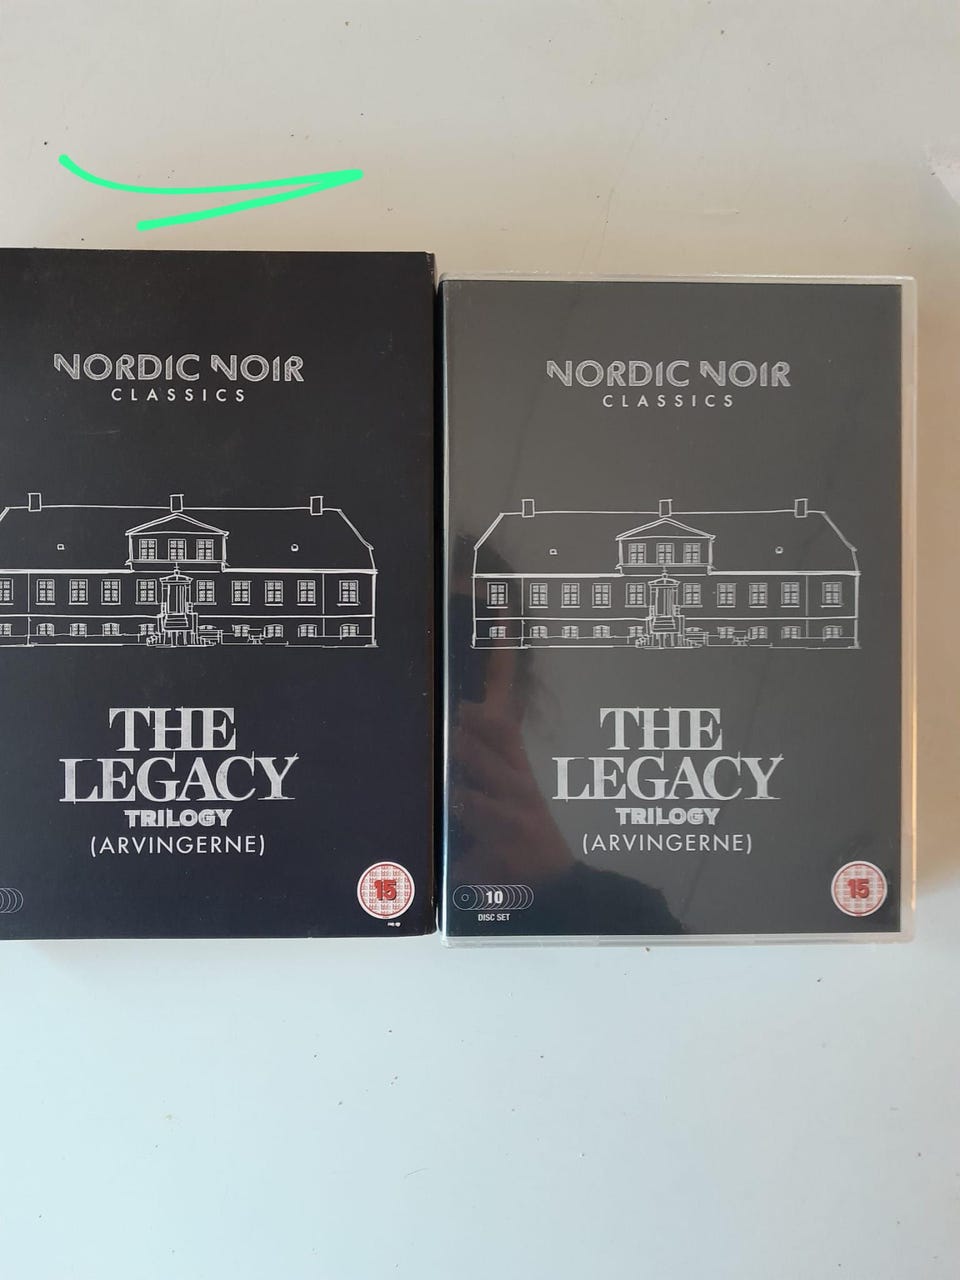 NORDIC NOIR
CLASSICS
THE
LEGACY
TRILOGY
(ARVINGERNE)
15
NORDIC NOIR
CLASSICS
THE
LEGACY
TRILOGY
(ARVINGERNE)
10
DISC SET
15